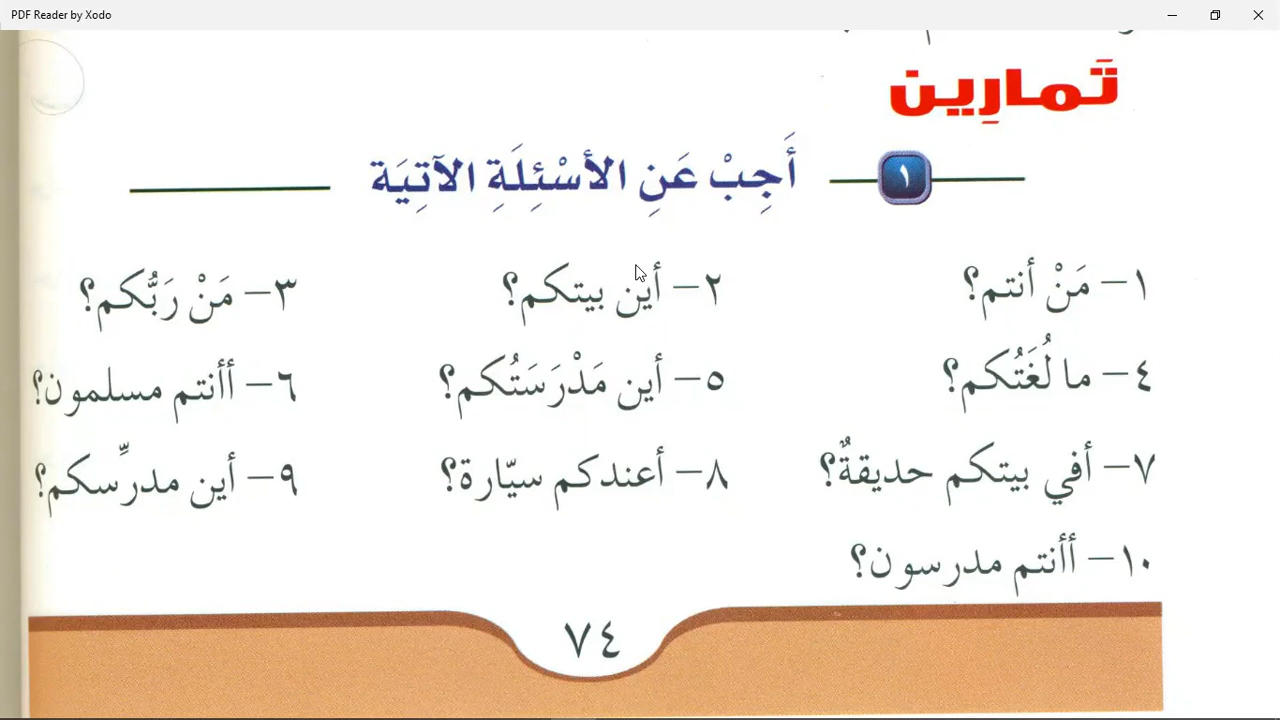 PDF Reader by Xodo
تَمارِين
١ أَجِبْ عَنِ الأسْئِلَةِ الآتِيَة
١– مَنْ أنتم؟ ٢– أين بيتكم؟ ٣– مَنْ رَبُّكم؟
٤– ما لُغَتُكم؟ ٥– أين مَدْرَسَتُكم؟ ٦– أأنتم مسلمون؟
٧– أفي بيتكم حديقةٌ؟ ٨– أعندكم سيّارة؟ ٩– أين مدرِّسكم؟
١٠– أأنتم مدرسون؟
٧٤